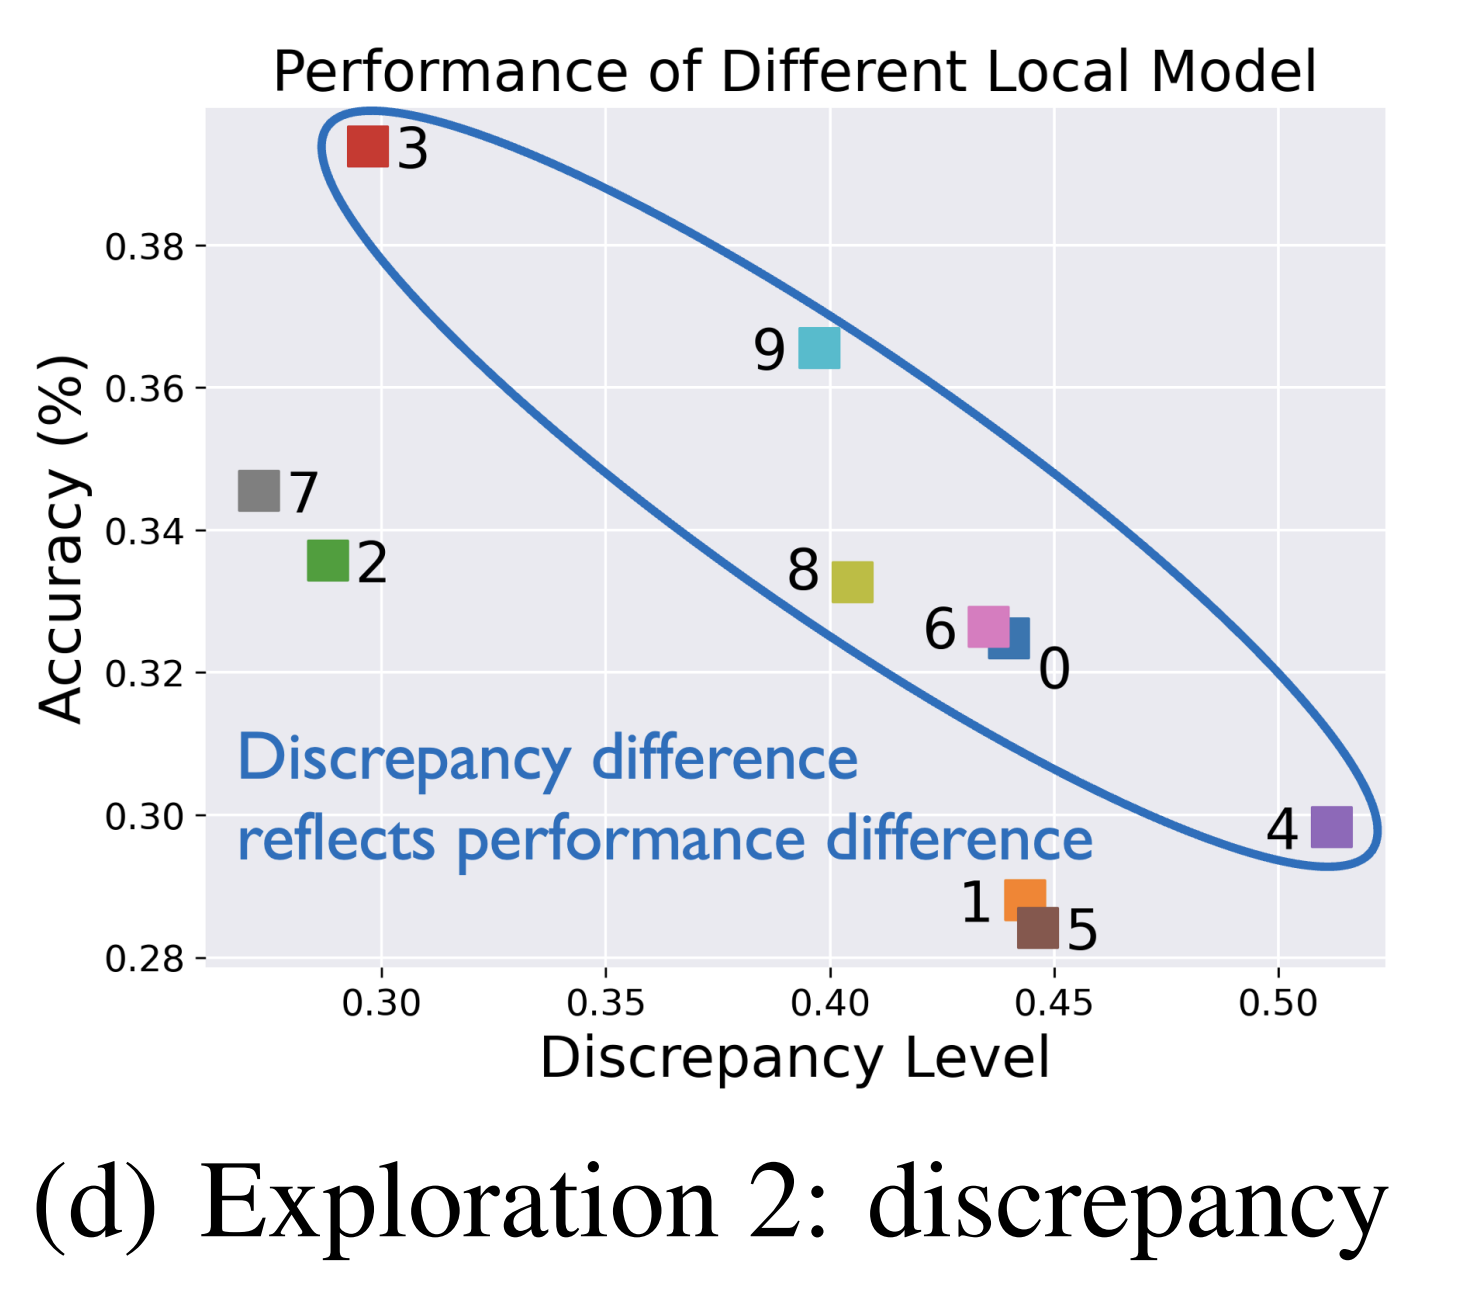 Performance of Different Local Model
3
0.38
9
0.36
7
0.34
2
8
6
0
0.32
Discrepancy difference
reflects performance difference
0.30
4
1
5
0.28
Accuracy (%)
0.30 0.35 0.40 0.45 0.50
Discrepancy Level
(d) Exploration 2: discrepancy